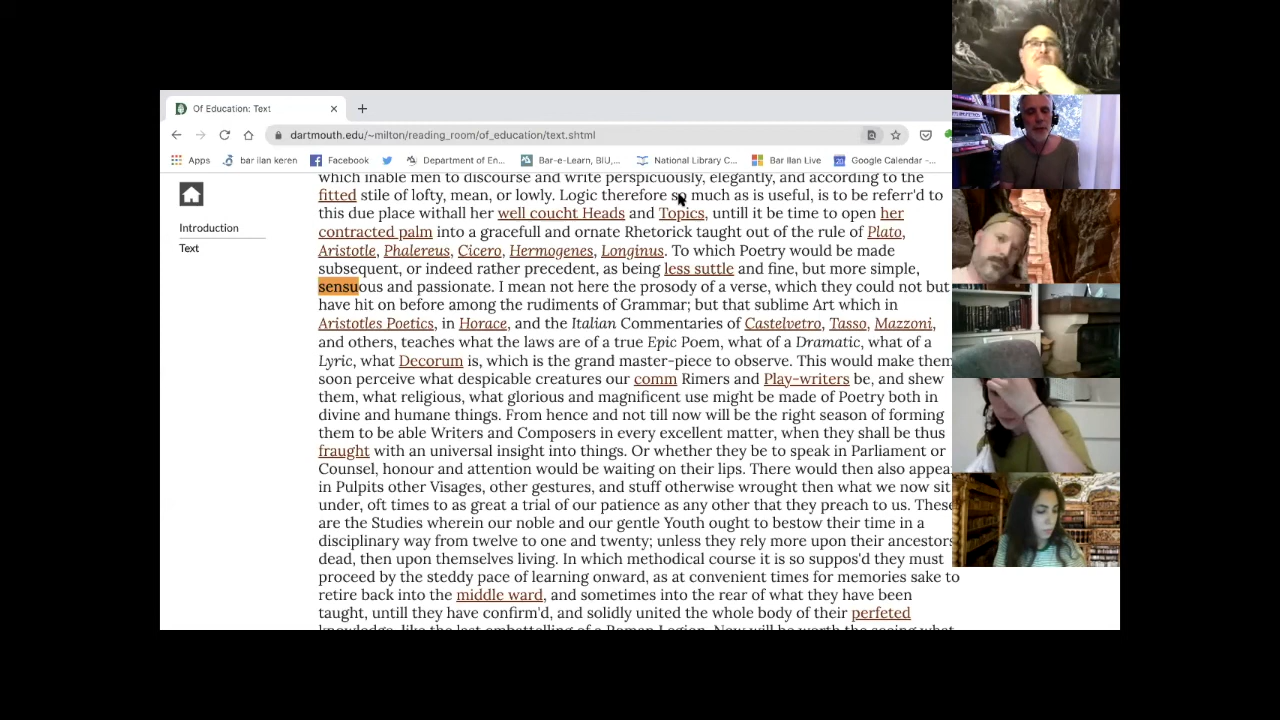 Of Education: Text
dartmouth.edu/~milton/reading_room/of_education/text.shtml
Apps bar ilan keren Facebook Department of En... Bar-e-Learn, BIU,... National Library C... Bar Ilan Live Google Calendar -...
Introduction
Text
which inable men to discourse and write perspicuously, elegantly, and according to the
fitted stile of lofty, mean, or lowly. Logic therefore so much as is useful, is to be referr'd to
this due place withall her well coucht Heads and Topics, untill it be time to open her
contracted palm into a gracefull and ornate Rhetorick taught out of the rule of Plato,
Aristotle, Phalereus, Cicero, Hermogenes, Longinus. To which Poetry would be made
subsequent, or indeed rather precedent, as being less suttle and fine, but more simple,
sensuous and passionate. I mean not here the prosody of a verse, which they could not but
have hit on before among the rudiments of Grammar; but that sublime Art which in
Aristotles Poetics, in Horace, and the Italian Commentaries of Castelvetro, Tasso, Mazzoni,
and others, teaches what the laws are of a true Epic Poem, what of a Dramatic, what of a
Lyric, what Decorum is, which is the grand master-piece to observe. This would make them
soon perceive what despicable creatures our comm Rimers and Play-writers be, and shew
them, what religious, what glorious and magnificent use might be made of Poetry both in
divine and humane things. From hence and not till now will be the right season of forming
them to be able Writers and Composers in every excellent matter, when they shall be thus
fraught with an universal insight into things. Or whether they be to speak in Parliament or
Counsel, honour and attention would be waiting on their lips. There would then also appea
in Pulpits other Visages, other gestures, and stuff otherwise wrought then what we now sit
under, oft times to as great a trial of our patience as any other that they preach to us. These
are the Studies wherein our noble and our gentle Youth ought to bestow their time in a
disciplinary way from twelve to one and twenty; unless they rely more upon their ancestors
dead, then upon themselves living. In which methodical course it is so suppos'd they must
proceed by the steddy pace of learning onward, as at convenient times for memories sake to
retire back into the middle ward, and sometimes into the rear of what they have been
taught, untill they have confirm'd, and solidly united the whole body of their perfeted
knowledge, like the last embattelling of a Roman Legion. Now will be worth the seeing what